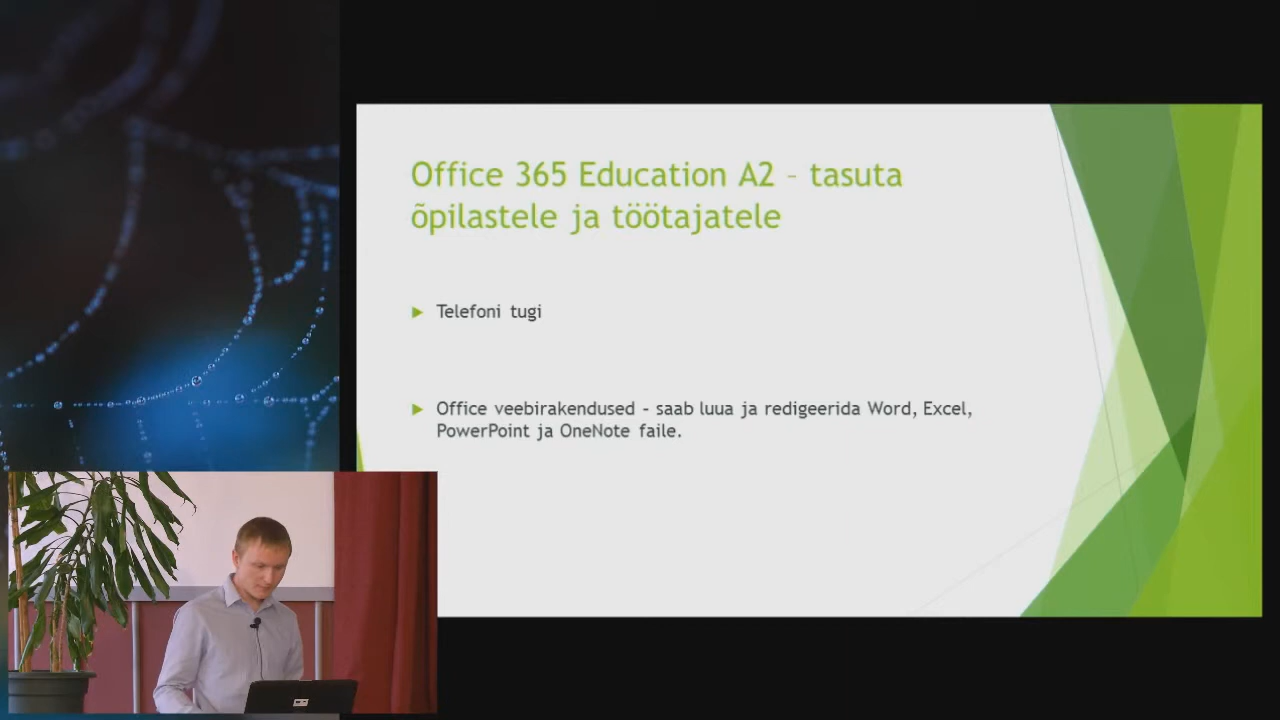 Office 365 Education A2 – tasuta
õpilastele ja töötajatele
Telefoni tugi
Office veebirakendused – saab luua ja redigeerida Word, Excel,
PowerPoint ja OneNote faile.